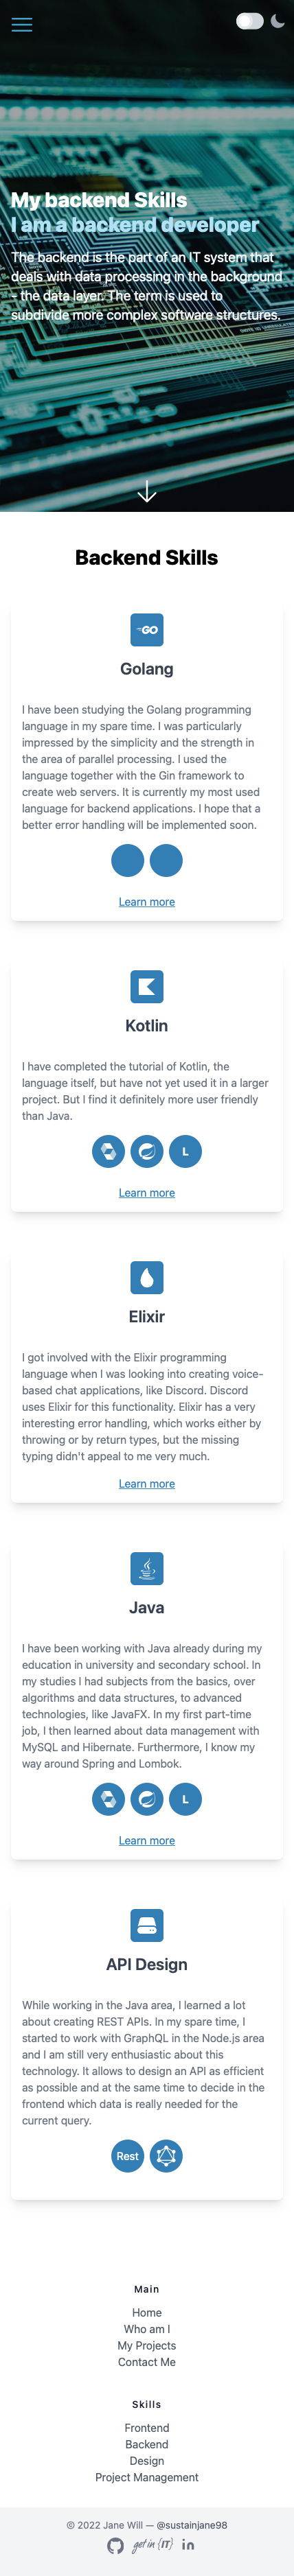 My backend Skills
I am a backend developer
The backend is the part of an IT system that
deals with data processing in the background
- the data layer. The term is used to
subdivide more complex software structures.
Backend Skills
GO
Golang
I have been studying the Golang programming
language in my spare time. I was particularly
impressed by the simplicity and the strength in
the area of parallel processing. I used the
language together with the Gin framework to
create web servers. It is currently my most used
language for backend applications. I hope that a
better error handling will be implemented soon.
Learn more
Kotlin
I have completed the tutorial of Kotlin, the
language itself, but have not yet used it in a larger
project. But I find it definitely more user friendly
than Java.
L
Learn more
Elixir
I got involved with the Elixir programming
language when I was looking into creating voice-
based chat applications, like Discord. Discord
uses Elixir for this functionality. Elixir has a very
interesting error handling, which works either by
throwing or by return types, but the missing
typing didn't appeal to me very much.
Learn more
Java
I have been working with Java already during my
education in university and secondary school. In
my studies I had subjects from the basics, over
algorithms and data structures, to advanced
technologies, like JavaFX. In my first part-time
job, I then learned about data management with
MySQL and Hibernate. Furthermore, I know my
way around Spring and Lombok.
L
Learn more
API Design
While working in the Java area, I learned a lot
about creating REST APIs. In my spare time, I
started to work with GraphQL in the Node.js area
and I am still very enthusiastic about this
technology. It allows to design an API as efficient
as possible and at the same time to decide in the
frontend which data is really needed for the
current query.
Rest
Main
Home
Who am I
My Projects
Contact Me
Skills
Frontend
Backend
Design
Project Management
© 2022 Jane Will — @sustainjane98
get in {IT} in